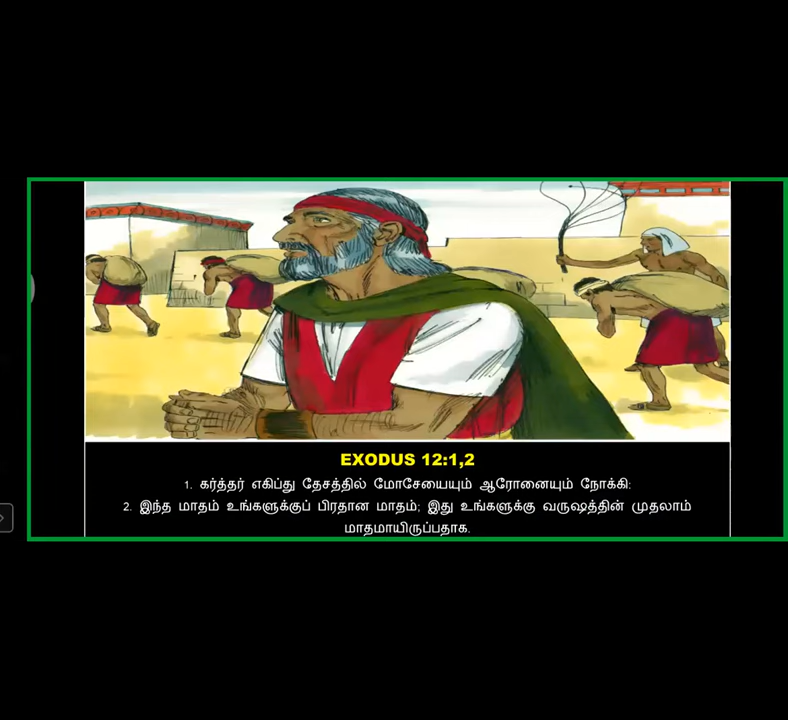 EXODUS 12:1,2
1. கர்த்தர் எகிப்து தேசத்தில் மோசேயையும் ஆரோனையும் நோக்கி:
2. இந்த மாதம் உங்களுக்குப் பிரதான மாதம்; இது உங்களுக்கு வருஷத்தின் முதலாம்
மாதமாயிருப்பதாக.